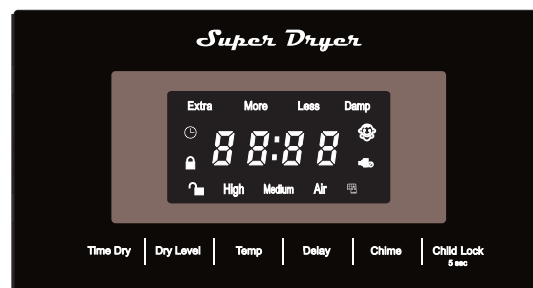 Super Dryer
Extra More Less Damp
88:88
High Medium Air
Time Dry Dry Level Temp Delay Chime Child Lock
5 sec